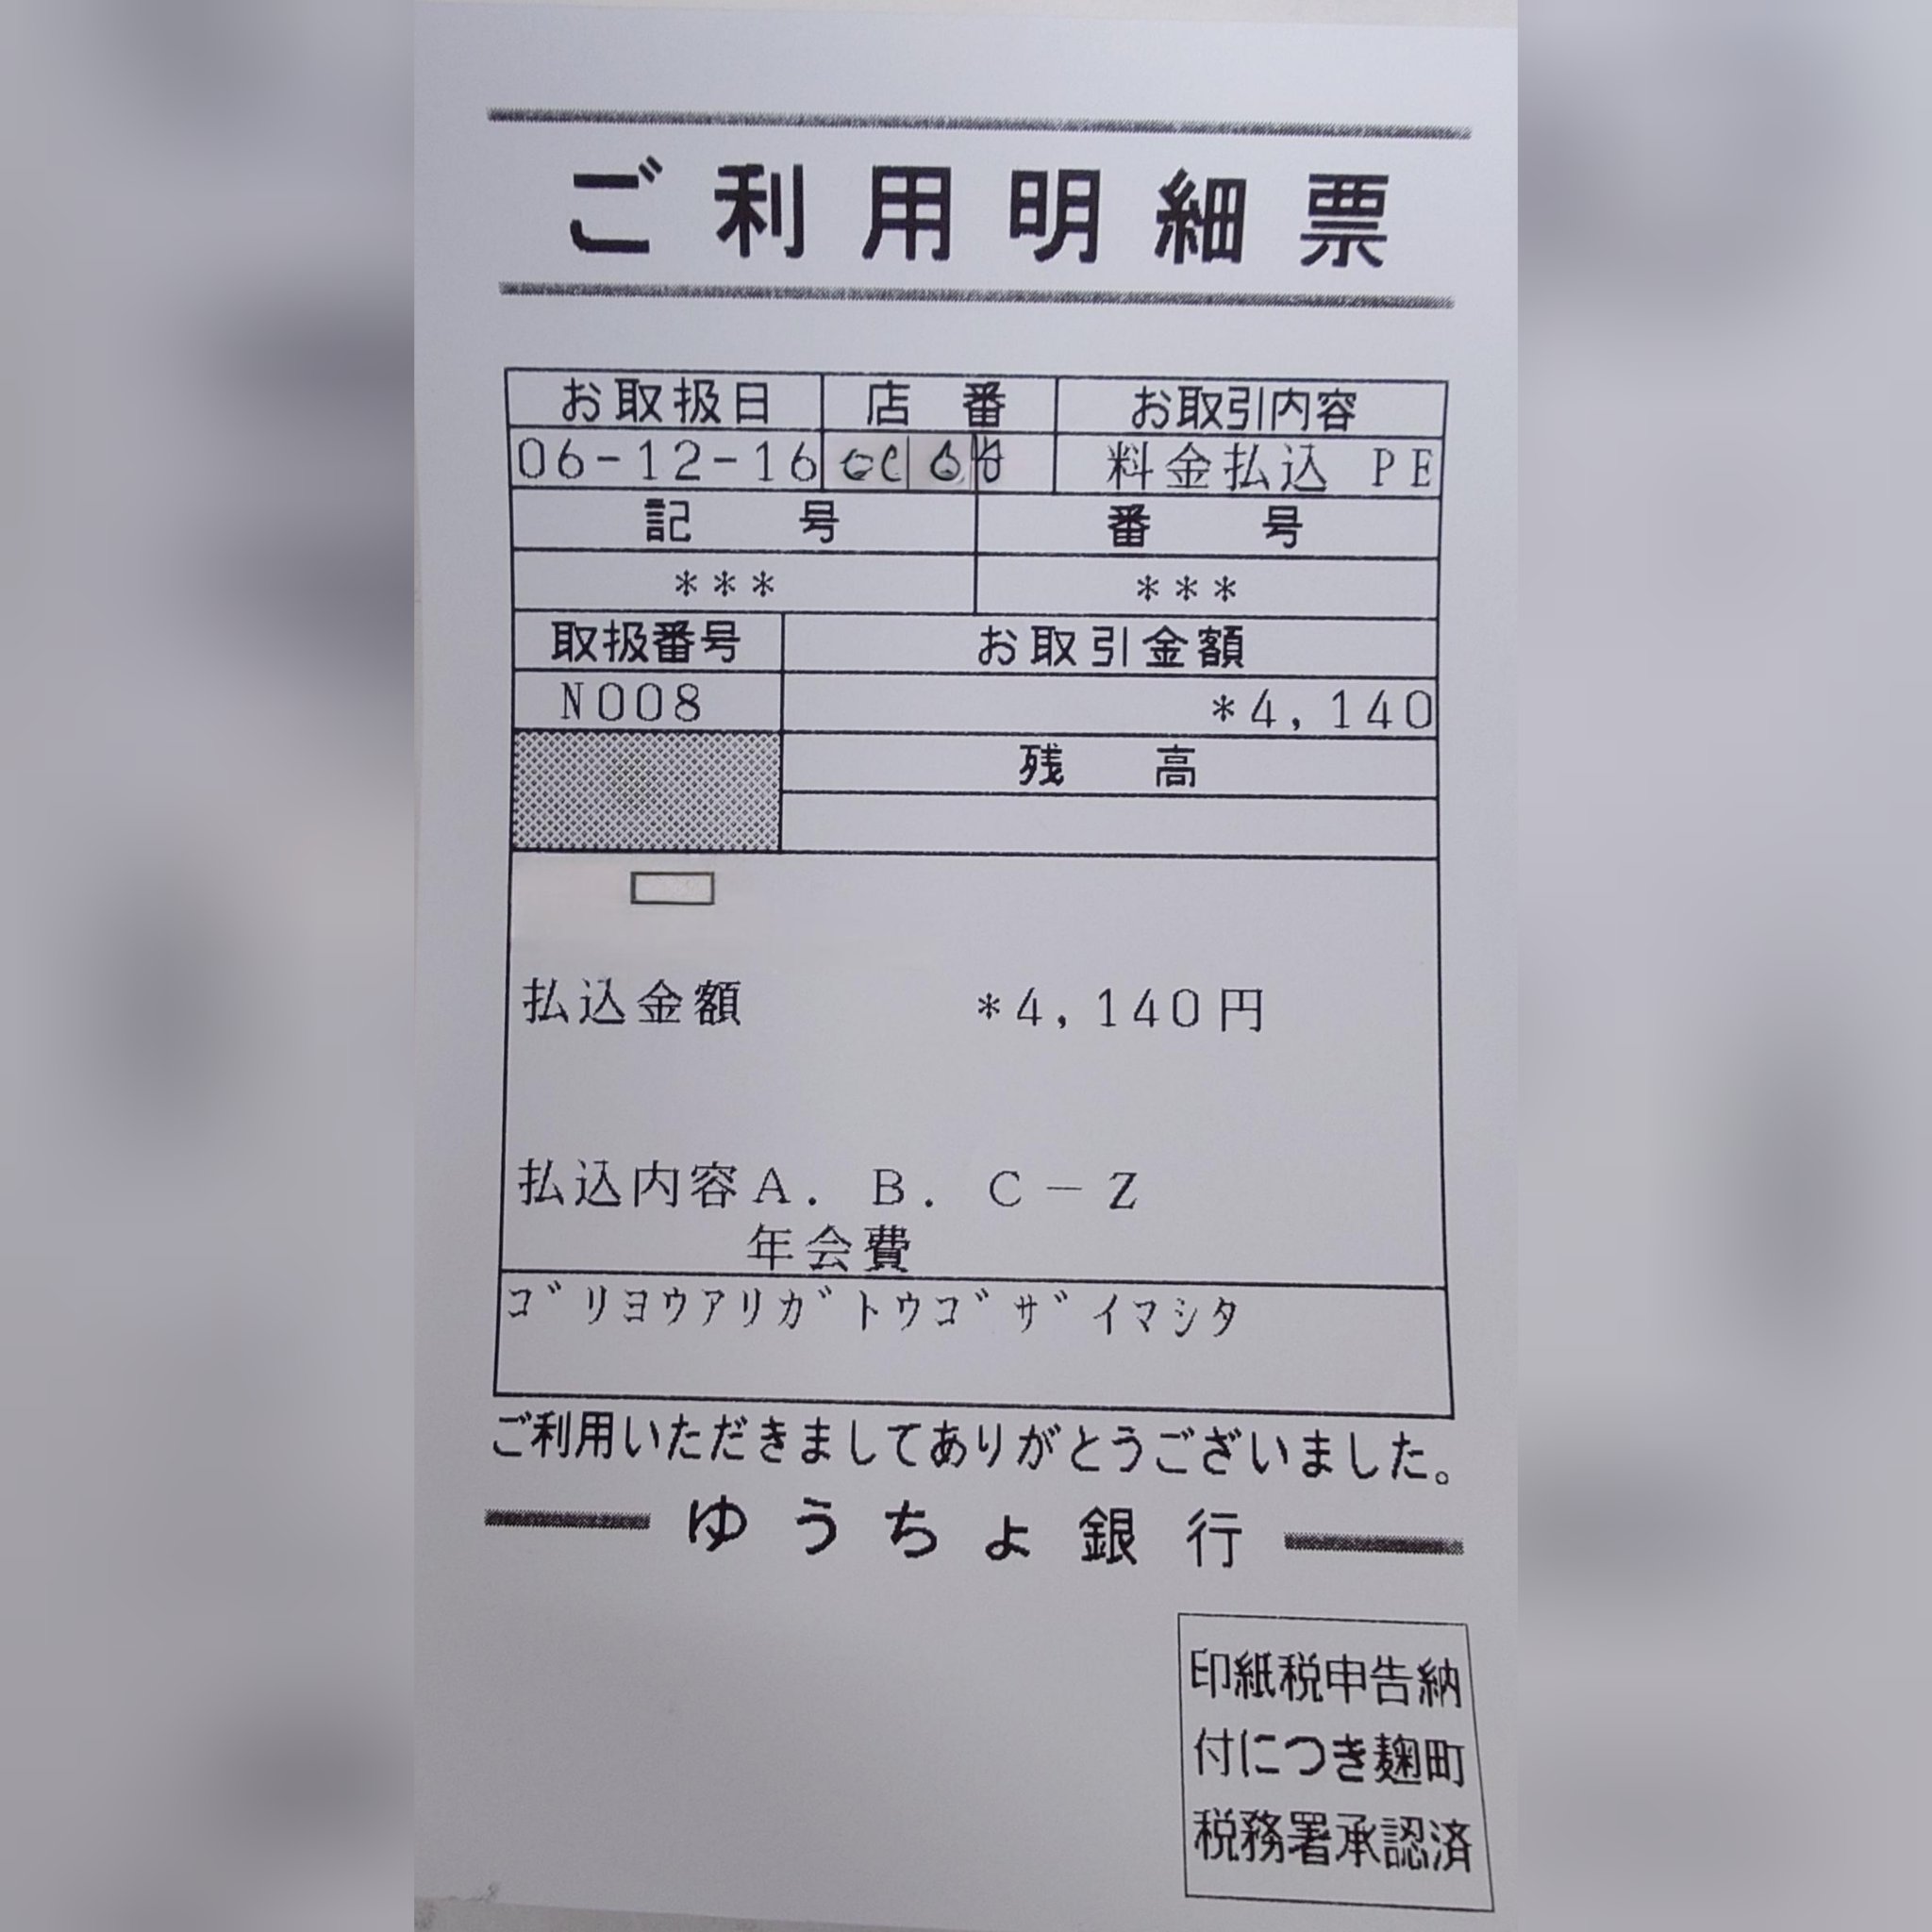 ご利用明細票
お取扱日 店番 お取引内容
06-12-16 料金払込 PE
記号 番号
*** ***
取扱番号 お取引金額
N008 *4,140
残高
払込金額 *4,140円
払込内容A．B．C－Z
年会費
ｺﾞﾘﾖｳｱﾘｶﾞﾄｳｺﾞｻﾞｲﾏｼﾀ
ご利用いただきましてありがとうございました。
ゆうちょ銀行
印紙税申告納
付につき麹町
税務署承認済